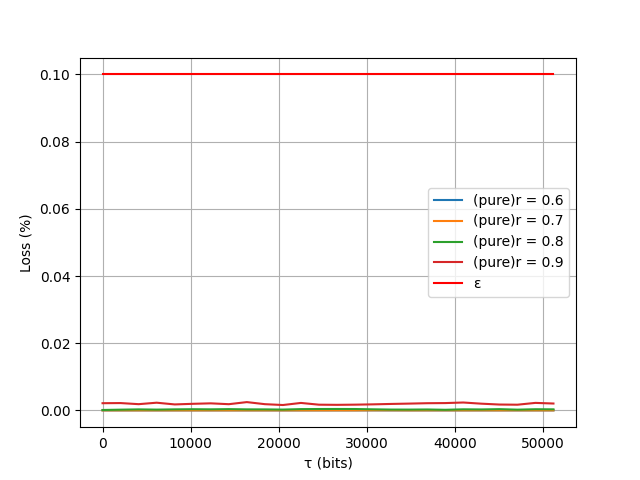 0.10
0.08
0.06
0.04
0.02
0.00
Loss (%)
(pure)r = 0.6
(pure)r = 0.7
(pure)r = 0.8
(pure)r = 0.9
ε
0 10000 20000 30000 40000 50000
τ (bits)